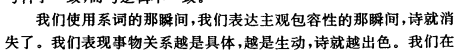 我们使用系词的那瞬间,我们表达主观包容性的那瞬间,诗就消
失了。我们表现事物关系越是具体,越是生动,诗就越出色。我们在